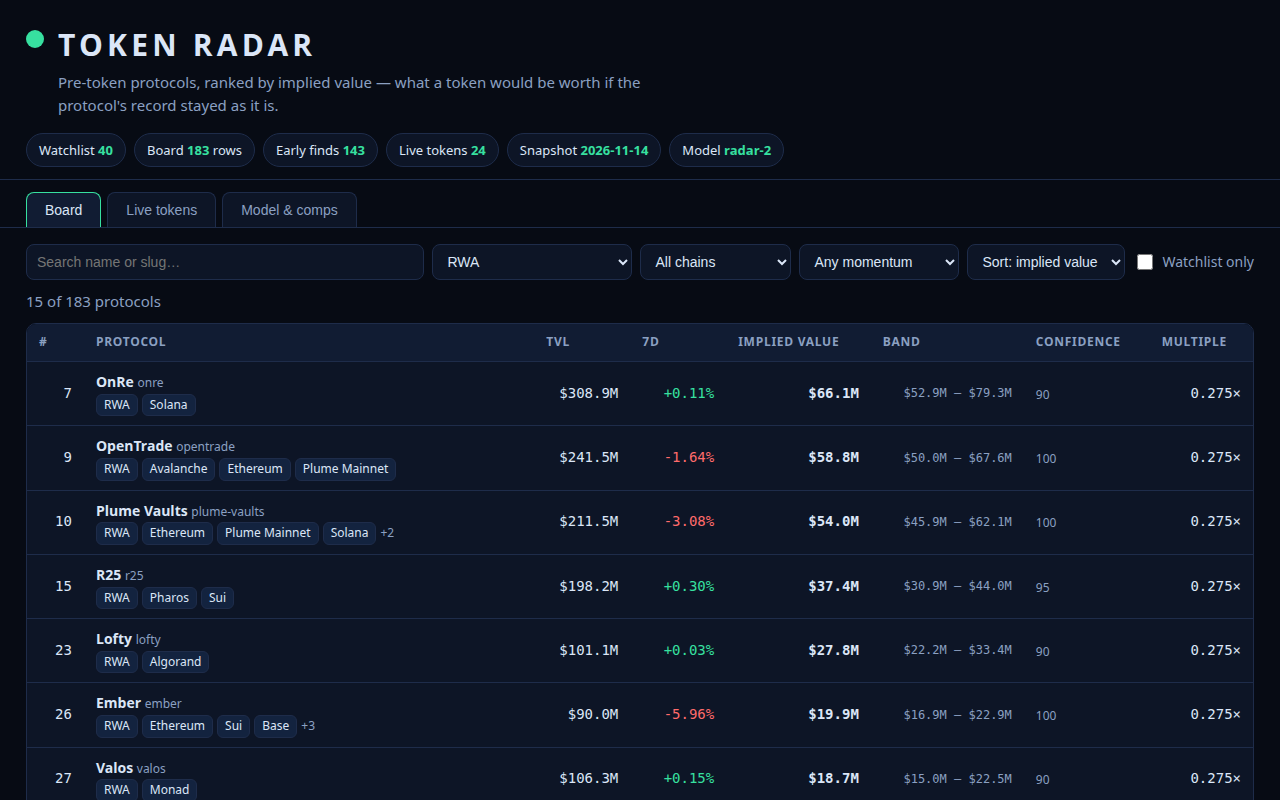 TOKEN RADAR
Pre-token protocols, ranked by implied value — what a token would be worth if the
protocol's record stayed as it is.
Watchlist 40 Board 183 rows Early finds 143 Live tokens 24 Snapshot 2026-11-14 Model radar-2
Board Live tokens Model & comps
Search name or slug… RWA All chains Any momentum Sort: implied value Watchlist only
15 of 183 protocols
# PROTOCOL TVL 7D IMPLIED VALUE BAND CONFIDENCE MULTIPLE
OnRe onre
7 $308.9M +0.11% $66.1M $52.9M — $79.3M 90 0.275×
RWA Solana
OpenTrade opentrade
9 $241.5M -1.64% $58.8M $50.0M — $67.6M 100 0.275×
RWA Avalanche Ethereum Plume Mainnet
Plume Vaults plume-vaults
10 $211.5M -3.08% $54.0M $45.9M — $62.1M 100 0.275×
RWA Ethereum Plume Mainnet Solana +2
R25 r25
15 $198.2M +0.30% $37.4M $30.9M — $44.0M 95 0.275×
RWA Pharos Sui
Lofty lofty
23 $101.1M +0.03% $27.8M $22.2M — $33.4M 90 0.275×
RWA Algorand
Ember ember
26 $90.0M -5.96% $19.9M $16.9M — $22.9M 100 0.275×
RWA Ethereum Sui Base +3
Valos valos
27 $106.3M +0.15% $18.7M $15.0M — $22.5M 90 0.275×
RWA Monad